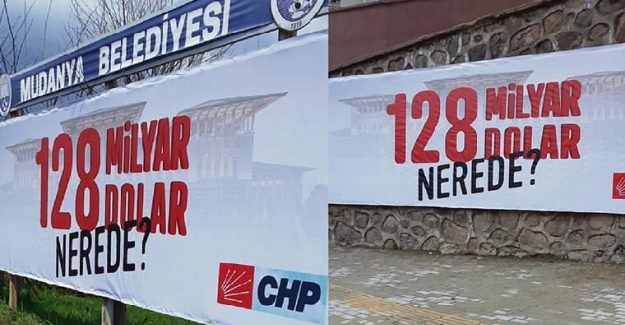 MUDANYA BELEDİYESİ
128 MİLYAR
DOLAR
NEREDE?
CHP
128 MİLYAR
DOLAR
NEREDE?